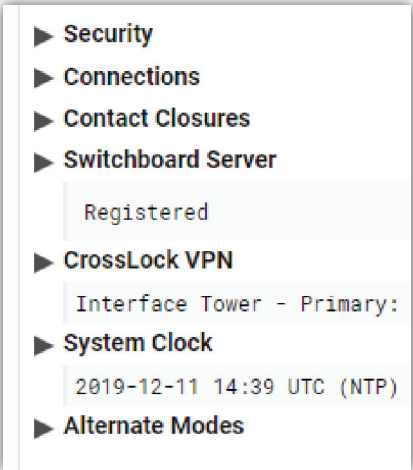 Security
Connections
Contact Closures
Switchboard Server
Registered
CrossLock VPN
Interface Tower - Primary:
System Clock
2019-12-11 14:39 UTC (NTP)
Alternate Modes